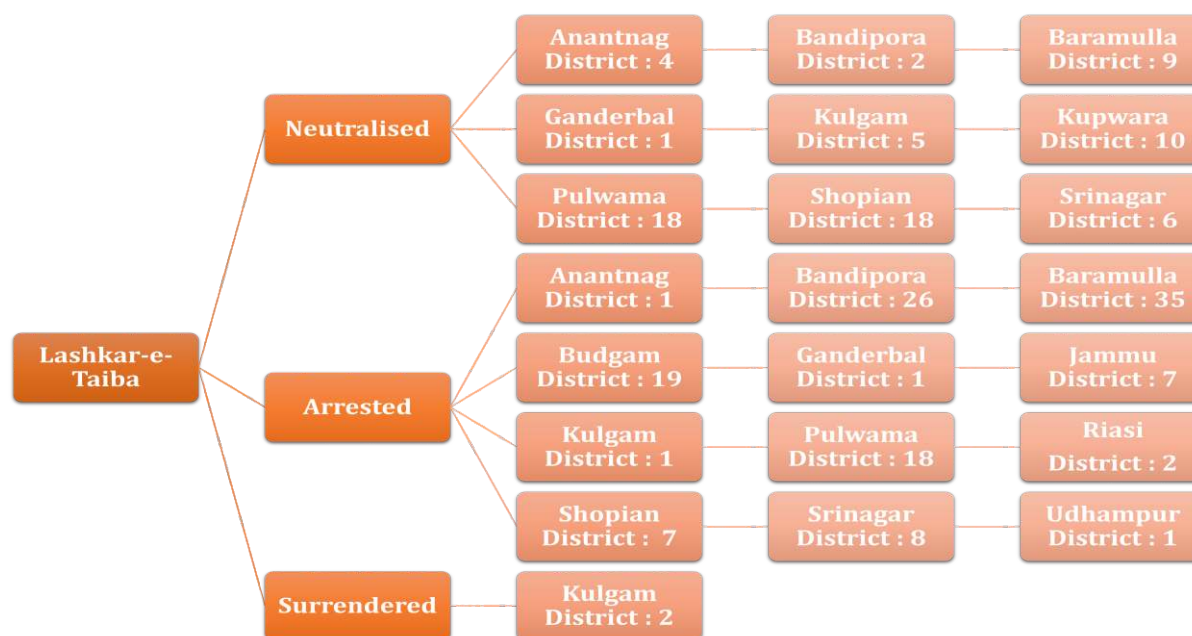 Anantnag
District : 4
Bandipora
District : 2
Baramulla
District : 9
Neutralised
Ganderbal
District : 1
Kulgam
District : 5
Kupwara
District : 10
Pulwama
District : 18
Shopian
District : 18
Srinagar
District : 6
Lashkar-e-
Taiba
Anantnag
District : 1
Bandipora
District : 26
Baramulla
District : 35
Budgam
District : 19
Ganderbal
District : 1
Jammu
District : 7
Arrested
Kulgam
District : 1
Pulwama
District : 18
Riasi
District : 2
Shopian
District :  7
Srinagar
District : 8
Udhampur
District : 1
Surrendered
Kulgam
District : 2